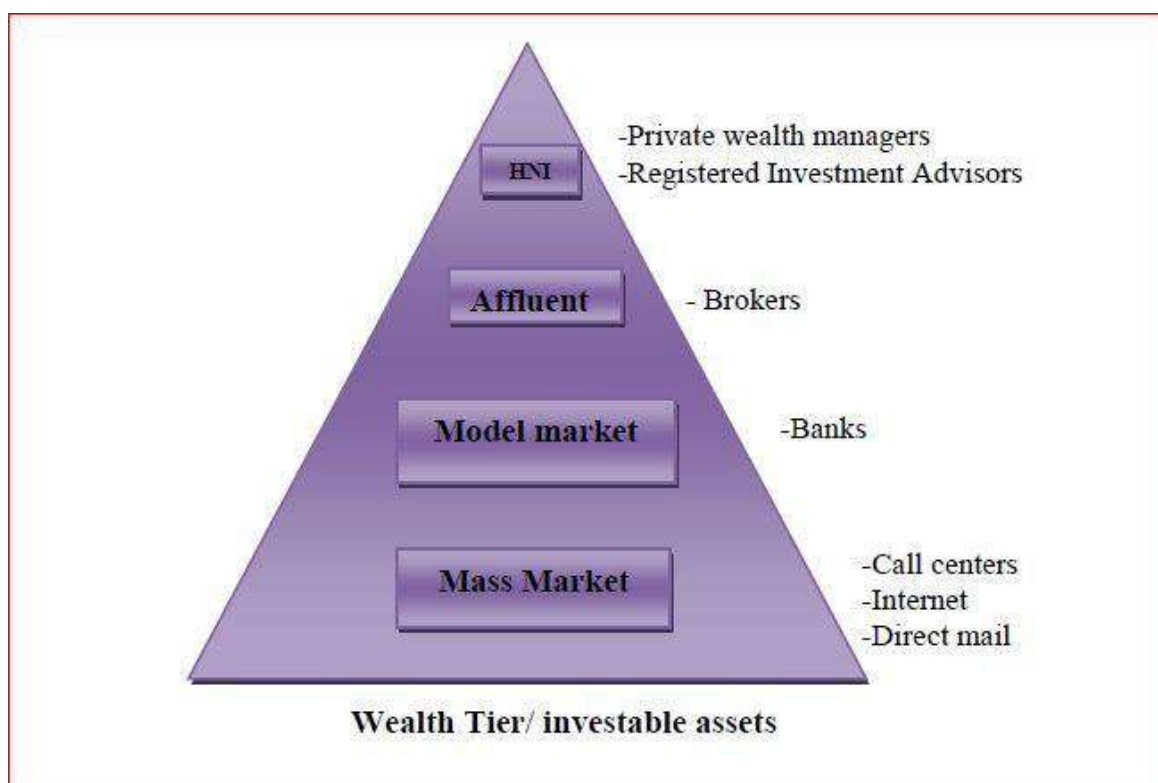 -Private wealth managers
HNI
-Registered Investment Advisors
Affluent
- Brokers
Model market
-Banks
Mass Market
-Call centers
-Internet
-Direct mail
Wealth Tier/ investable assets